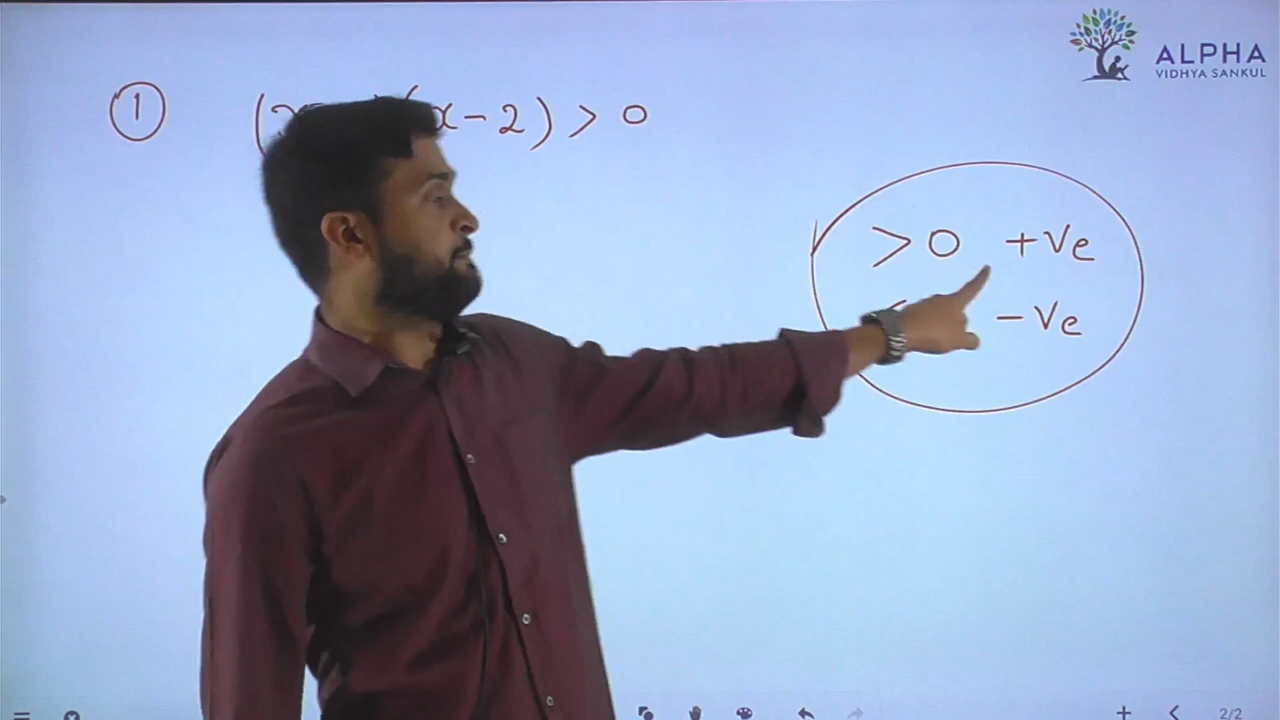 ALPHA
VIDHYA SANKUL
1 ( x - 2 ) > 0
> 0 +ve
-ve
2/2